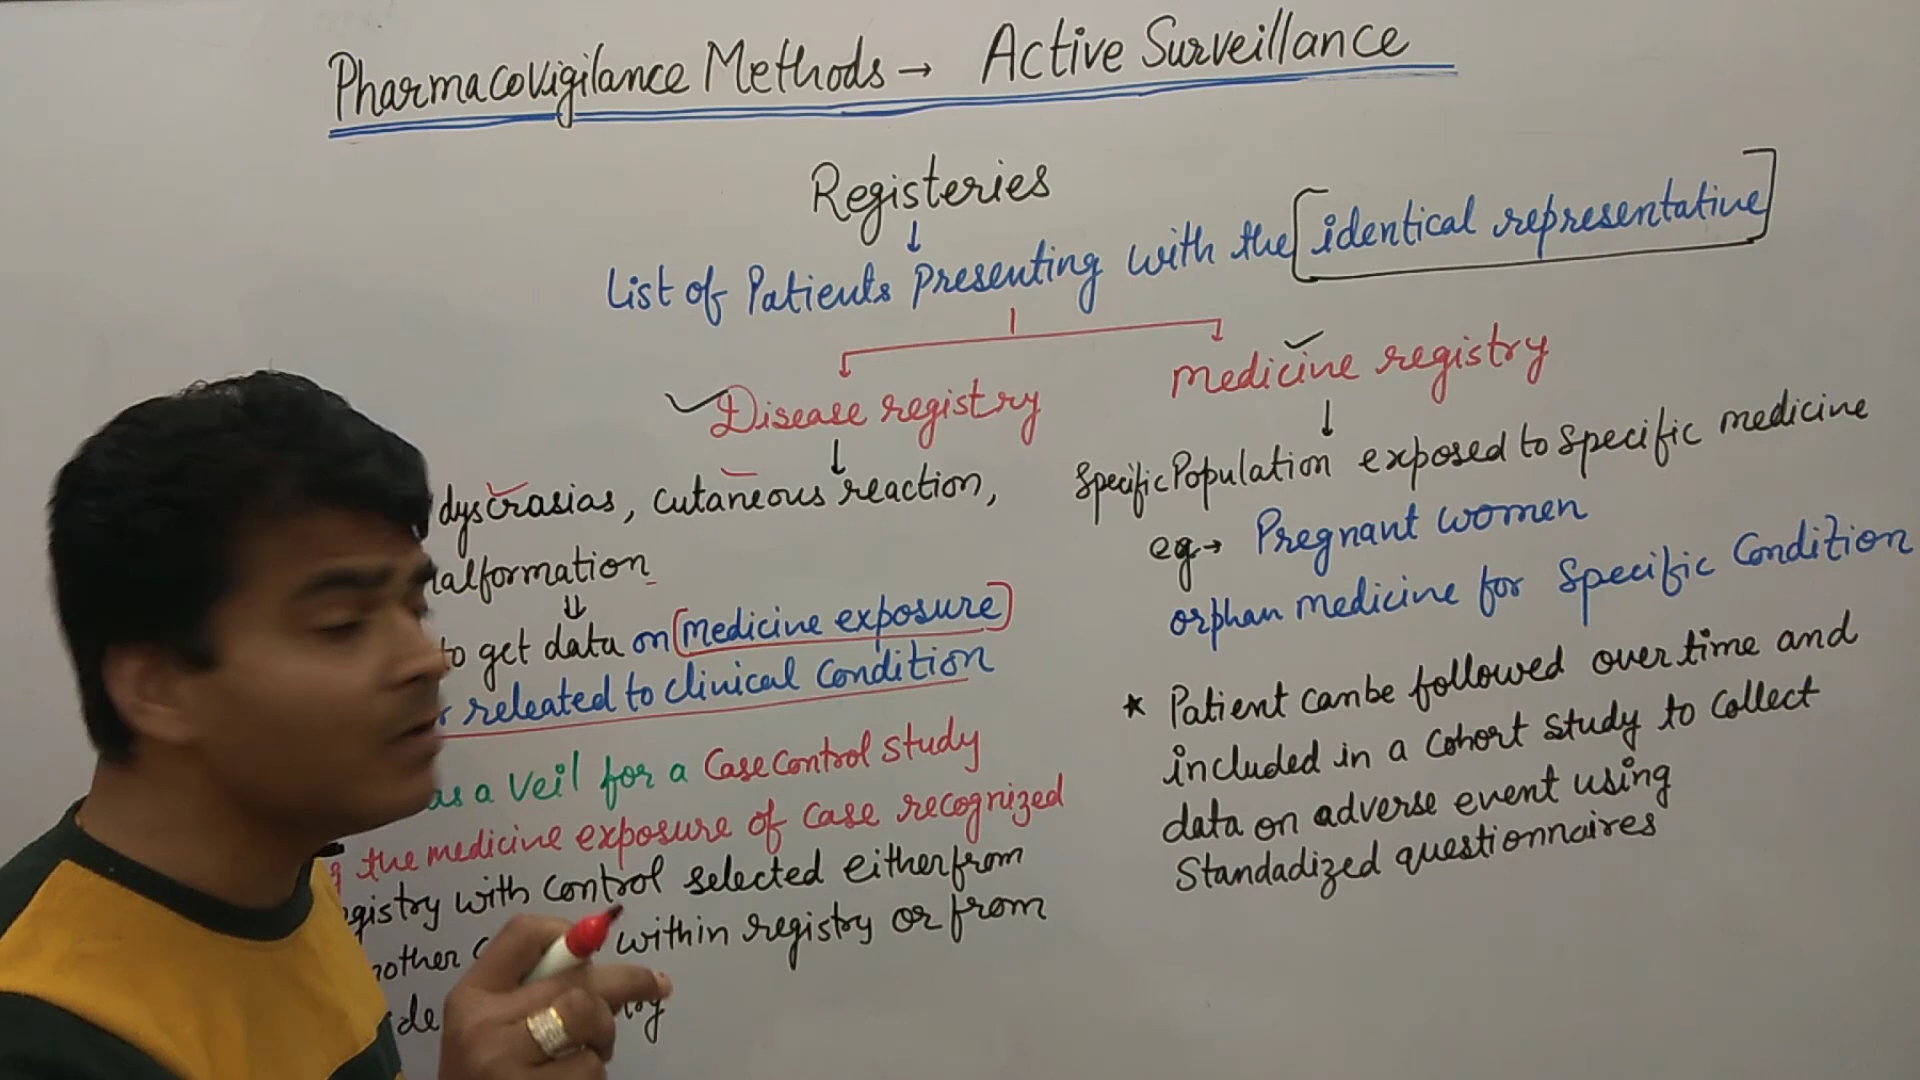 Pharmacovigilance Methods → Active Surveillance
Registeries
↓
List of Patients Presenting with the [identical representative]
Disease registry
↓
dyscrasias, cutaneous reaction,
malformation
⇓
to get data on (medicine exposure)
releated to clinical condition
as a veil for a Case control study
the medicine exposure of case recognized
registry with control selected either from
another within registry or from
Medicine registry
↓
Specific Population exposed to specific medicine
eg → Pregnant women
orphan medicine for specific condition
* Patient can be followed over time and
included in a cohort study to collect
data on adverse event using
Standadized questionnaires